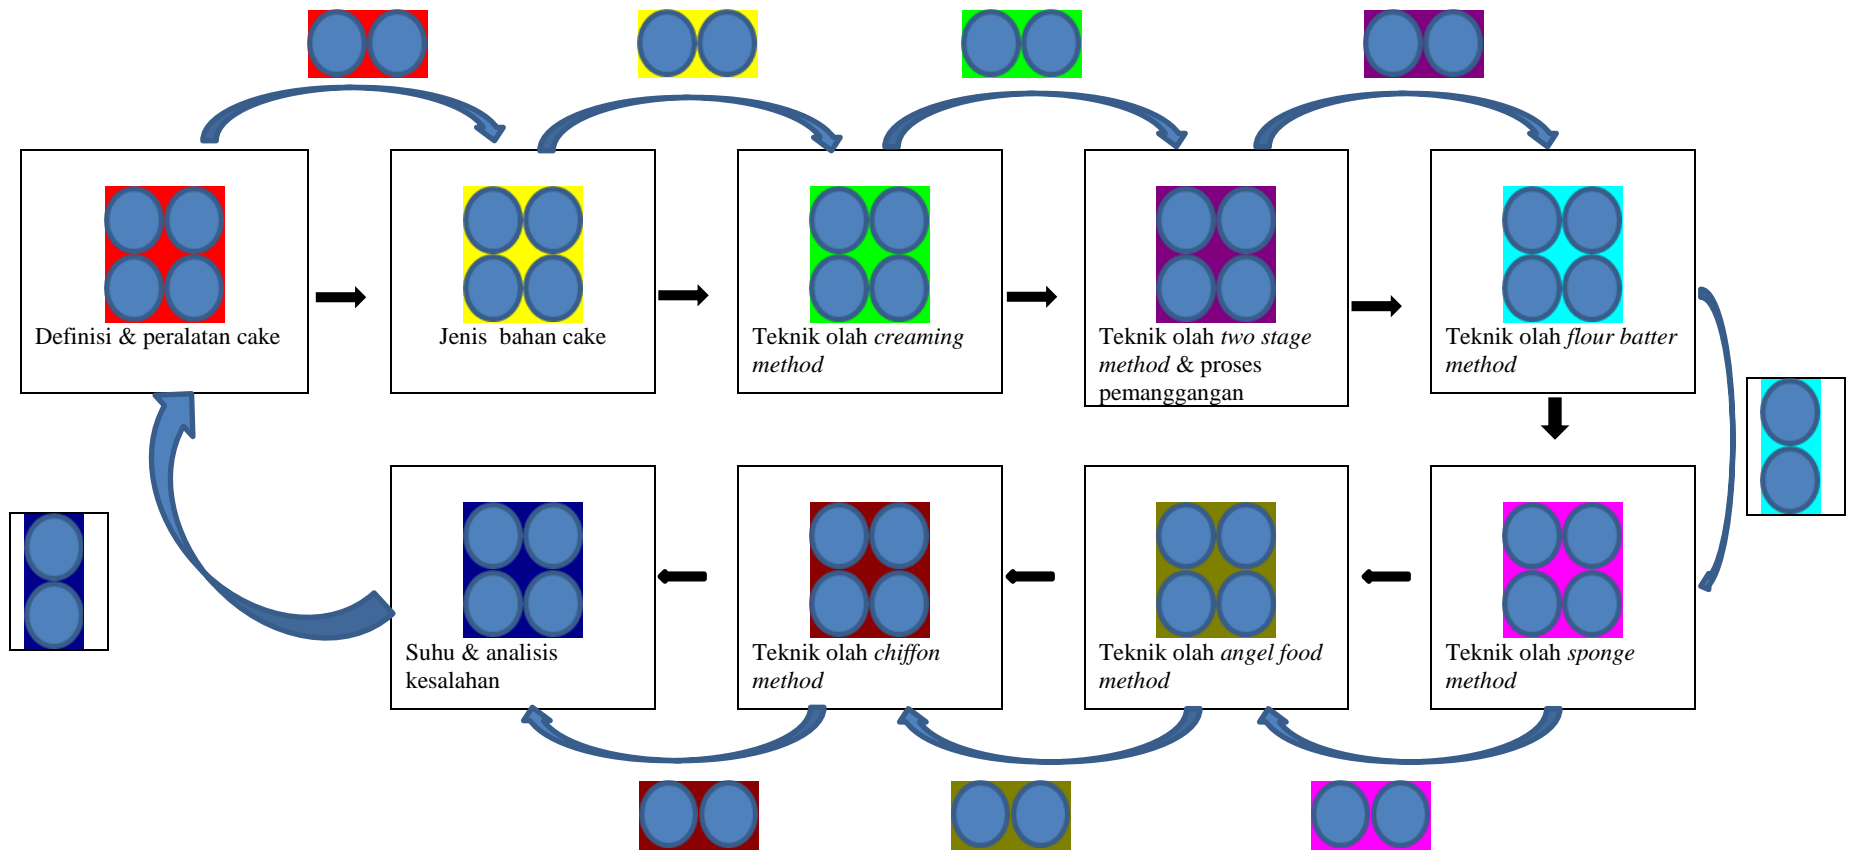 Definisi & peralatan cake
Jenis bahan cake
Teknik olah creaming
method
Teknik olah two stage
method & proses
pemanggangan
Teknik olah flour batter
method
Suhu & analisis
kesalahan
Teknik olah chiffon
method
Teknik olah angel food
method
Teknik olah sponge
method